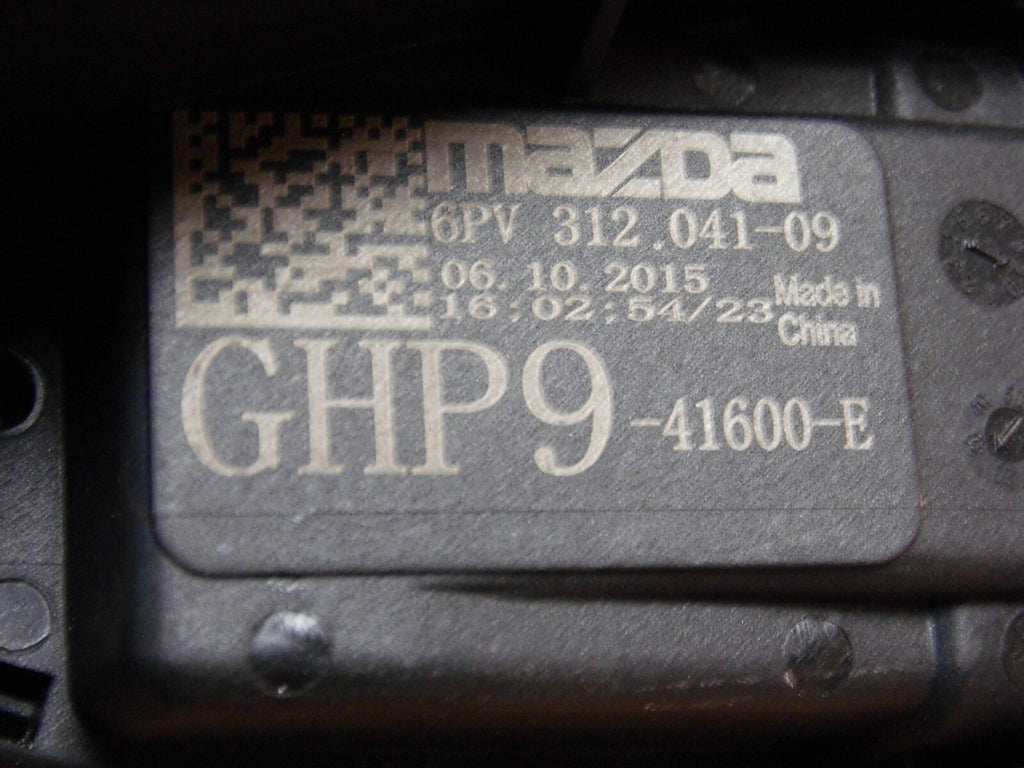 mazda
6PV 312.041-09
06.10.2015
16:02:54/23
Made in
China
GHP9-41600-E